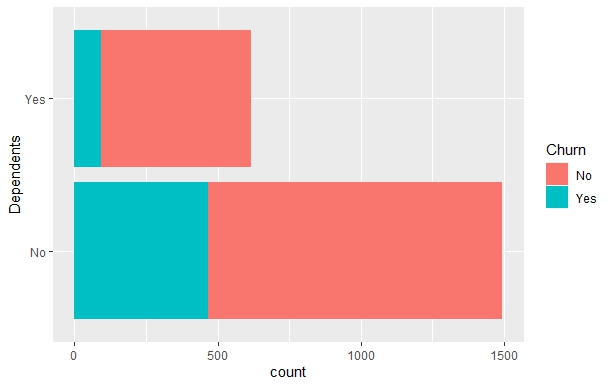 Yes
No
Dependents
0
500
1000
1500
count
Churn
No
Yes